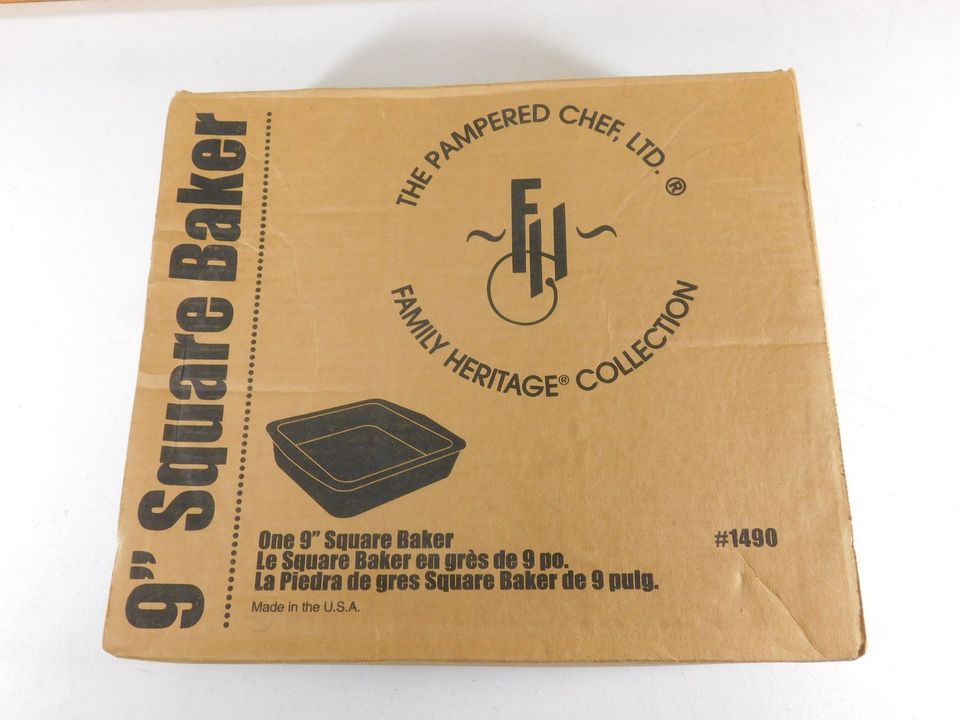 9" Square Baker
THE PAMPERED CHEF, LTD. ®
FH
FAMILY HERITAGE® COLLECTION
One 9" Square Baker
#1490
Le Square Baker en grès de 9 po.
La Piedra de gres Square Baker de 9 pulg.
Made in the U.S.A.